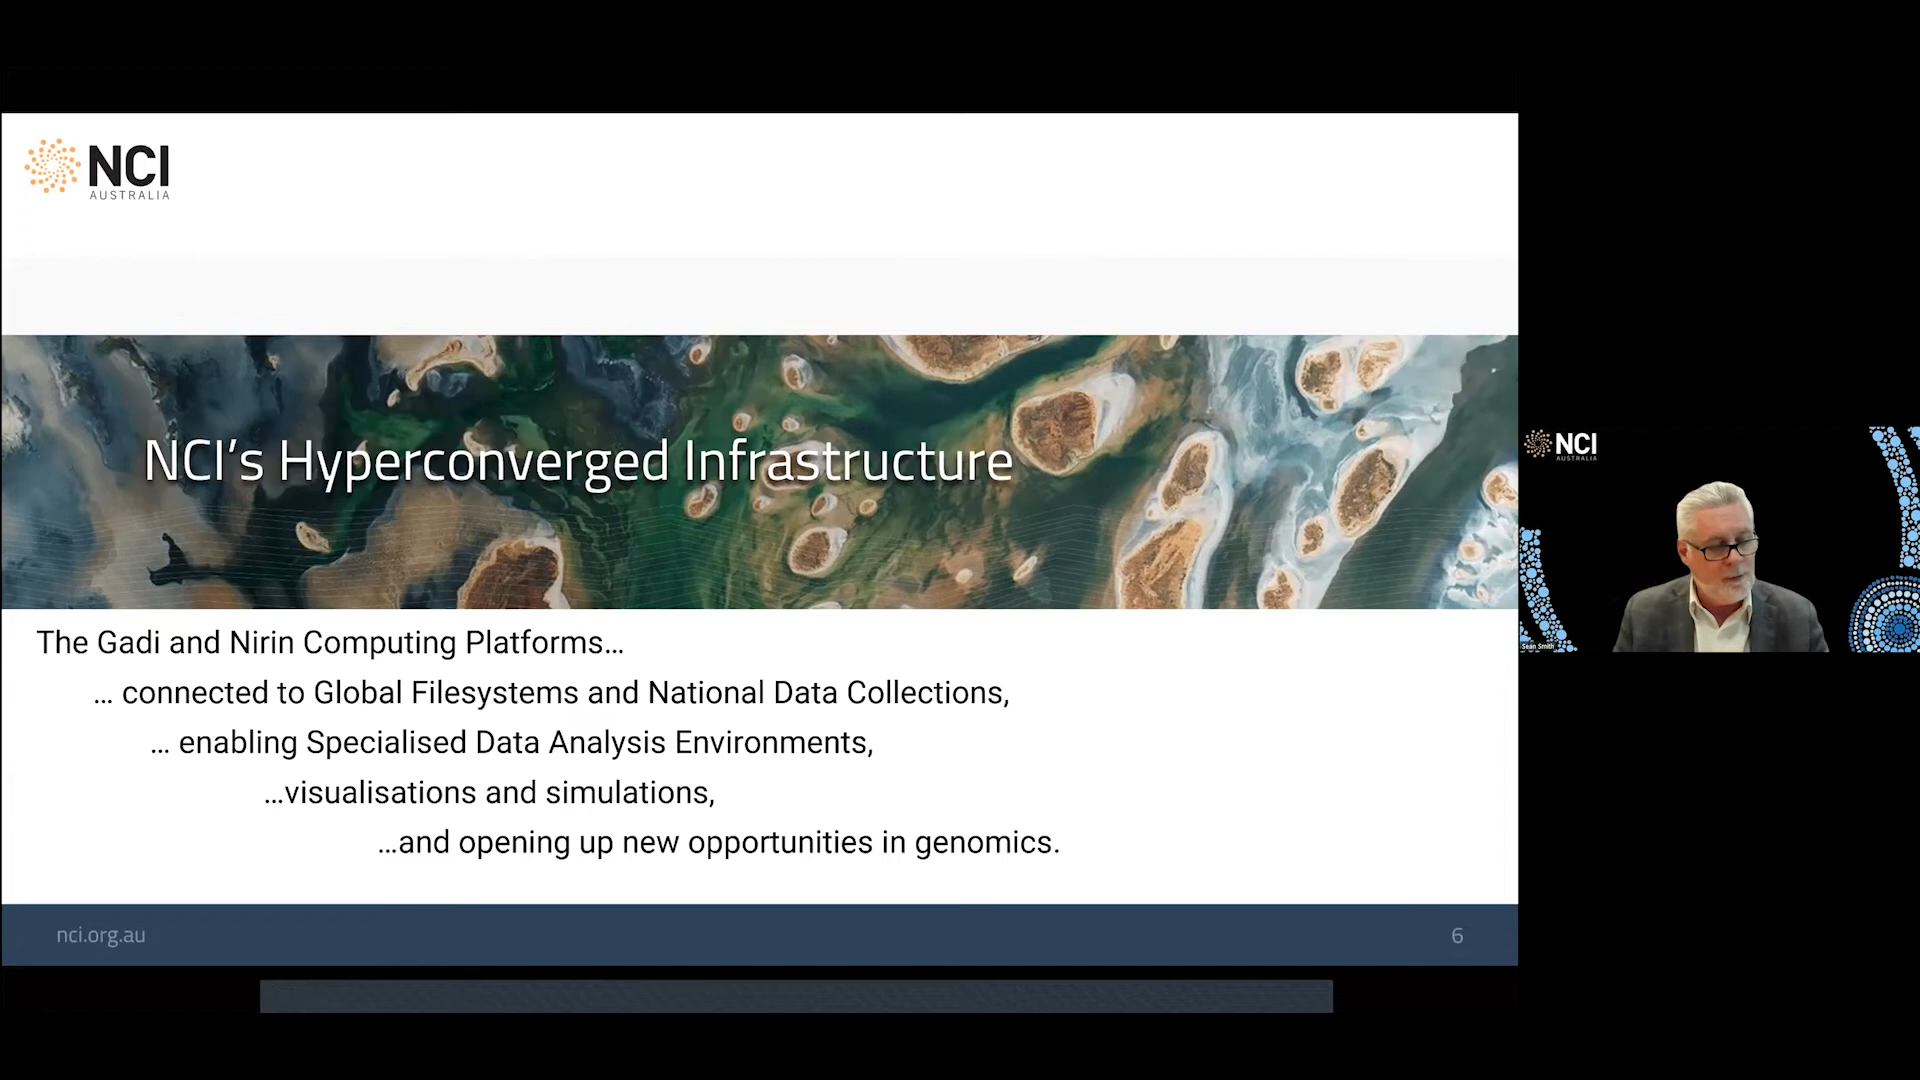 NCI
AUSTRALIA
NCI's Hyperconverged Infrastructure
The Gadi and Nirin Computing Platforms...
... connected to Global Filesystems and National Data Collections,
... enabling Specialised Data Analysis Environments,
...visualisations and simulations,
...and opening up new opportunities in genomics.
nci.org.au
6
NCI
AUSTRALIA
Sean Smith